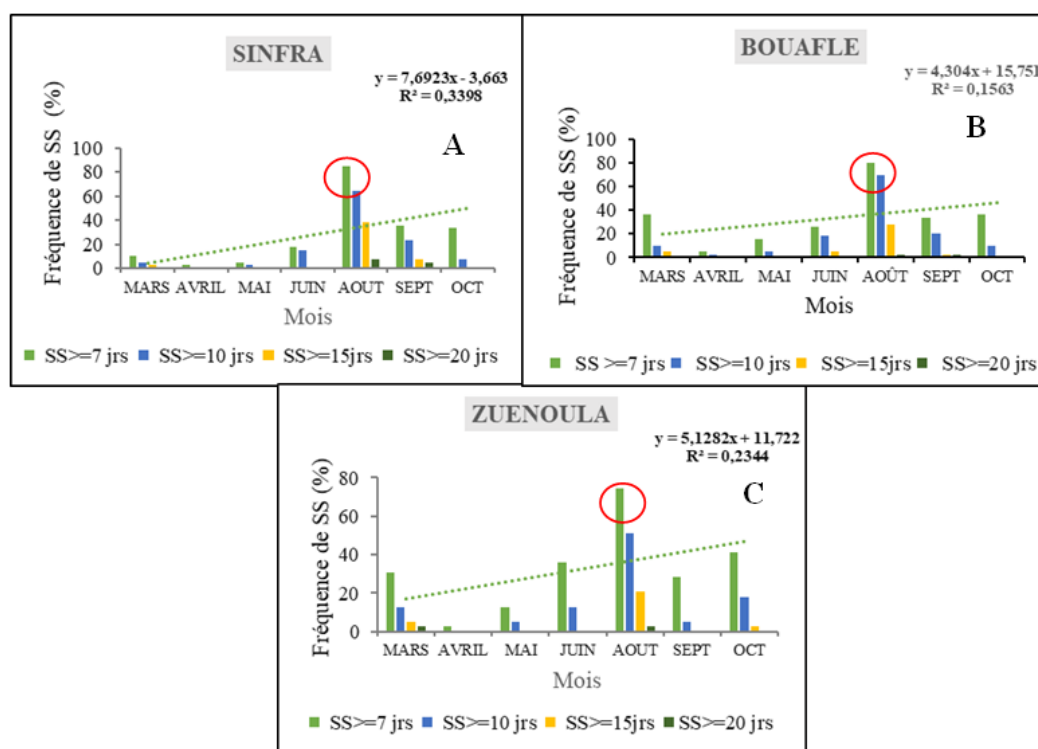 SINFRA
y = 7,6923x - 3,663
R² = 0,3398
A
Fréquence de SS (%)
100
80
60
40
20
0
MARS AVRIL MAI JUIN AOUT SEPT OCT
Mois
SS>=7 jrs SS>=10 jrs SS>=15jrs SS>=20 jrs
BOUAFLE
y = 4,304x + 15,751
R² = 0,1563
B
Fréquence de SS (%)
100
80
60
40
20
0
MARS AVRIL MAI JUIN AOÛT SEPT OCT
Mois
SS >=7 jrs SS>=10 jrs SS>=15jrs SS>=20 jrs
ZUENOULA
y = 5,1282x + 11,722
R² = 0,2344
C
Fréquence de SS (%)
80
60
40
20
0
MARS AVRIL MAI JUIN AOUT SEPT OCT
Mois
SS>=7 jrs SS>=10 jrs SS>=15jrs SS>=20 jrs